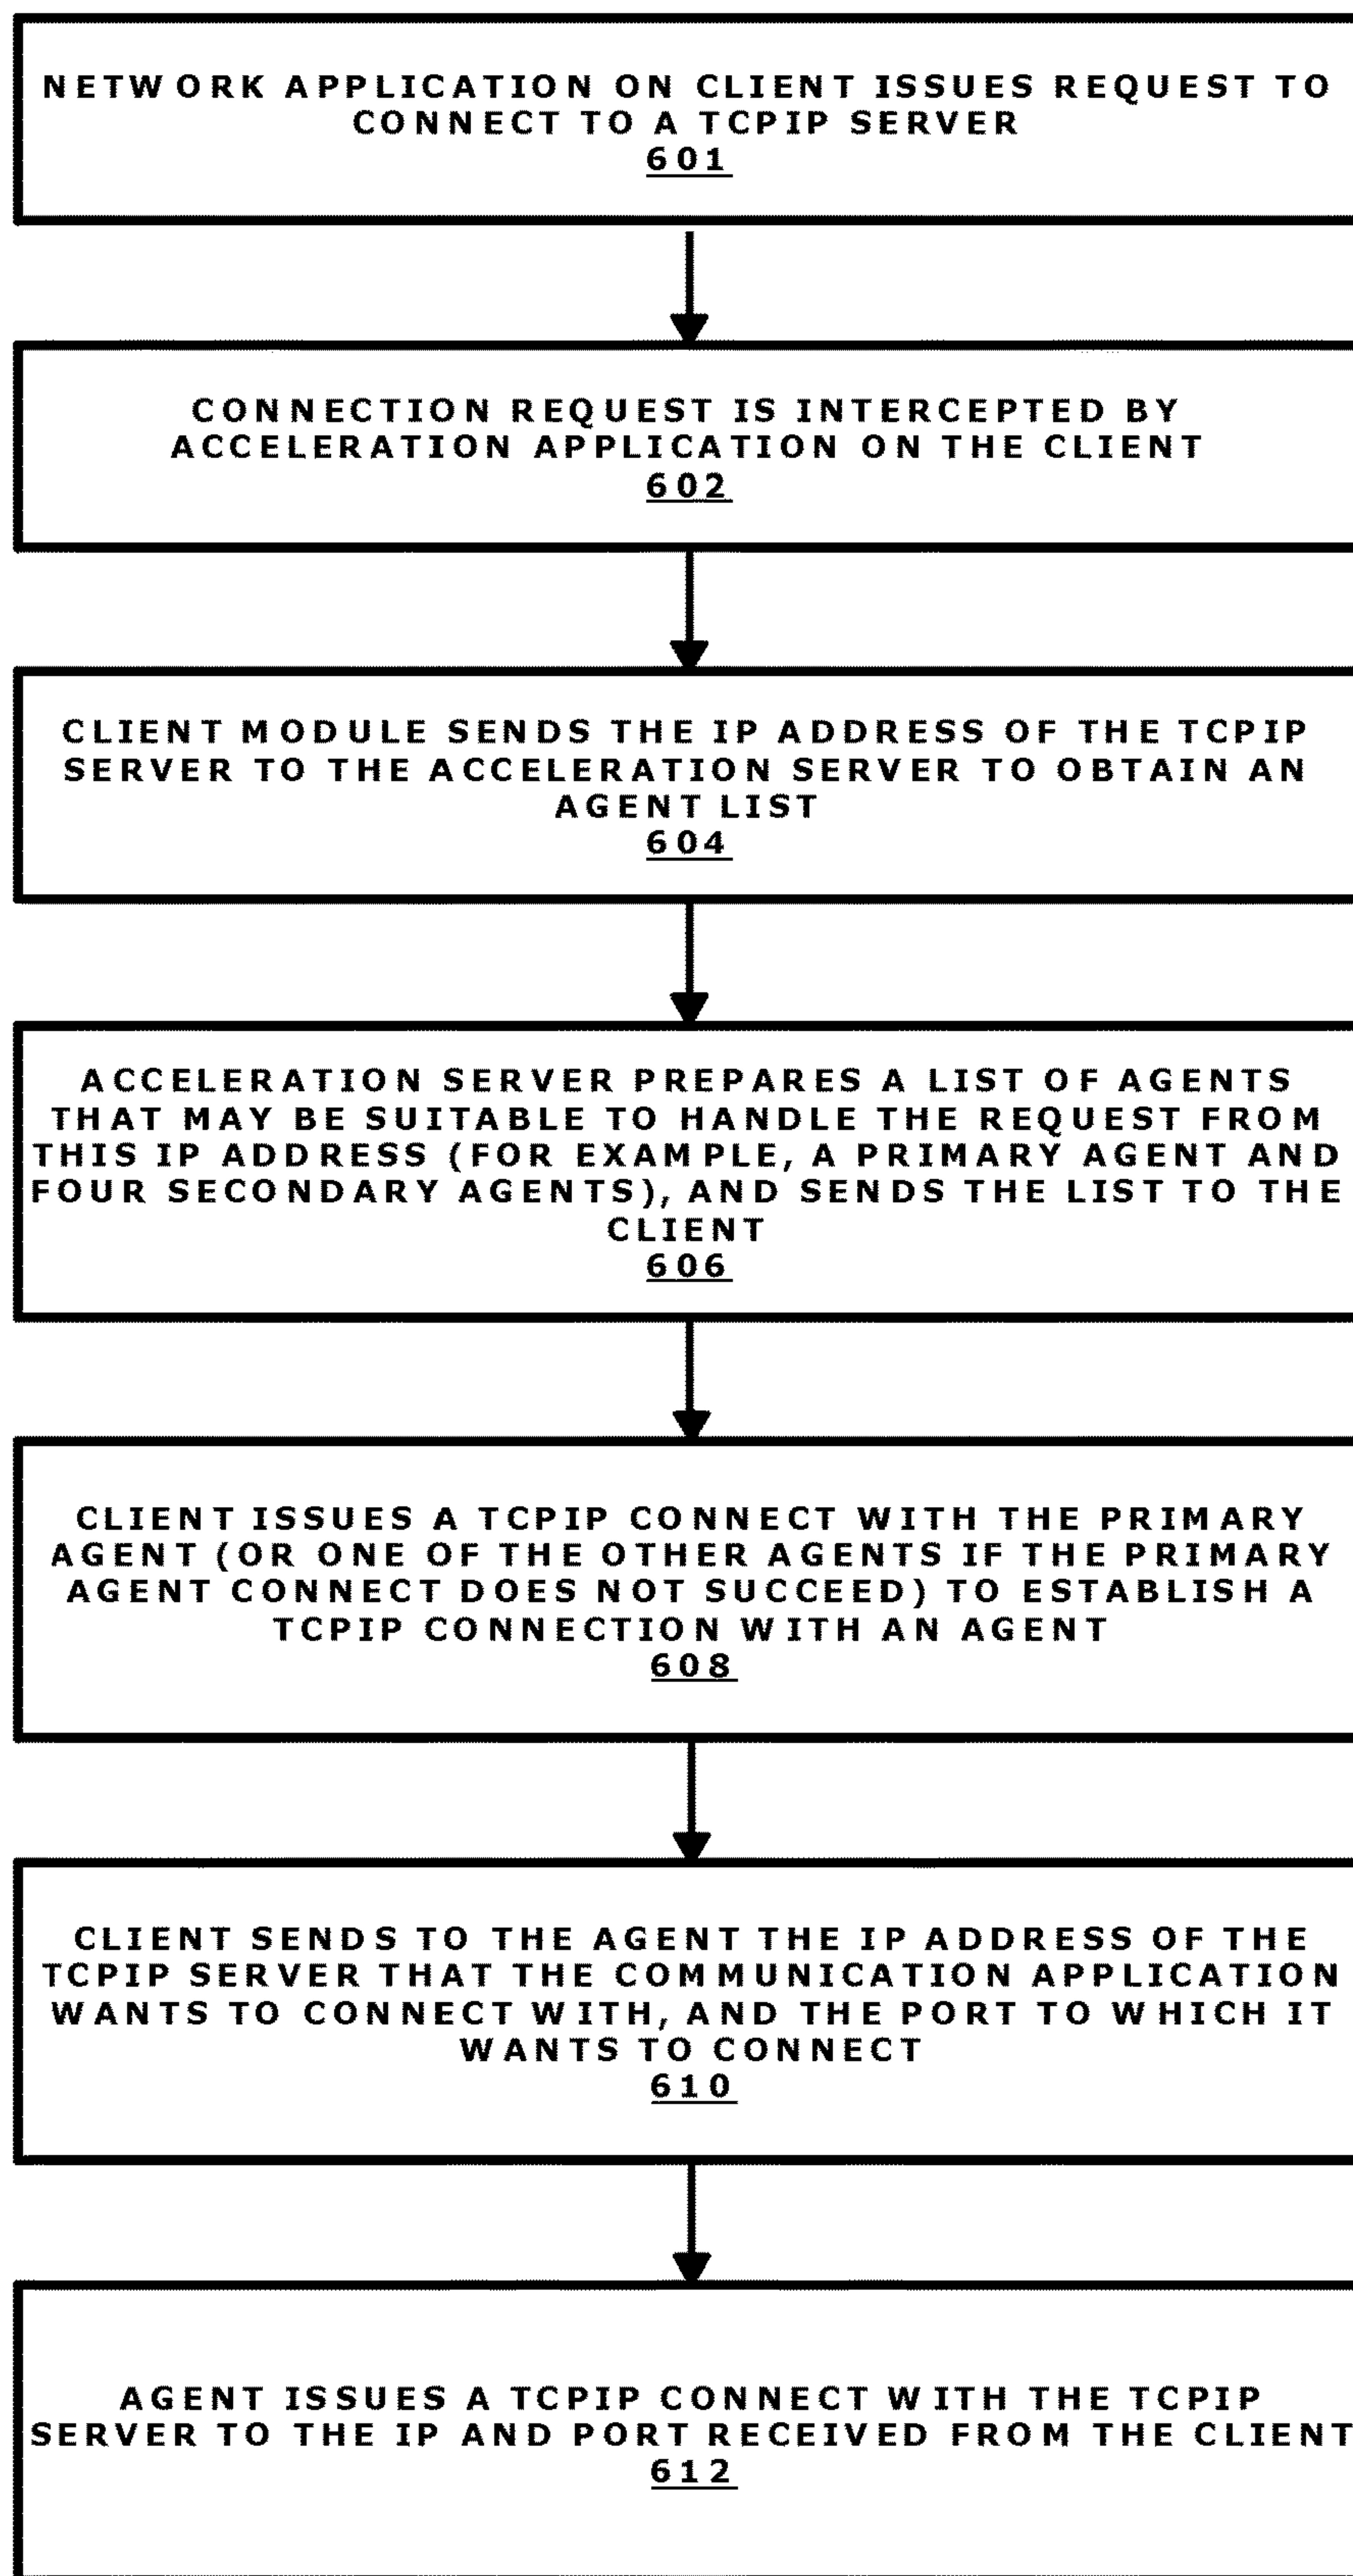 NETWORK APPLICATION ON CLIENT ISSUES REQUEST TO
CONNECT TO A TCPIP SERVER
601
CONNECTION REQUEST IS INTERCEPTED BY
ACCELERATION APPLICATION ON THE CLIENT
602
CLIENT MODULE SENDS THE IP ADDRESS OF THE TCPIP
SERVER TO THE ACCELERATION SERVER TO OBTAIN AN
AGENT LIST
604
ACCELERATION SERVER PREPARES A LIST OF AGENTS
THAT MAY BE SUITABLE TO HANDLE THE REQUEST FROM
THIS IP ADDRESS (FOR EXAMPLE, A PRIMARY AGENT AND
FOUR SECONDARY AGENTS), AND SENDS THE LIST TO THE
CLIENT
606
CLIENT ISSUES A TCPIP CONNECT WITH THE PRIMARY
AGENT (OR ONE OF THE OTHER AGENTS IF THE PRIMARY
AGENT CONNECT DOES NOT SUCCEED) TO ESTABLISH A
TCPIP CONNECTION WITH AN AGENT
608
CLIENT SENDS TO THE AGENT THE IP ADDRESS OF THE
TCPIP SERVER THAT THE COMMUNICATION APPLICATION
WANTS TO CONNECT WITH, AND THE PORT TO WHICH IT
WANTS TO CONNECT
610
AGENT ISSUES A TCPIP CONNECT WITH THE TCPIP
SERVER TO THE IP AND PORT RECEIVED FROM THE CLIENT
612